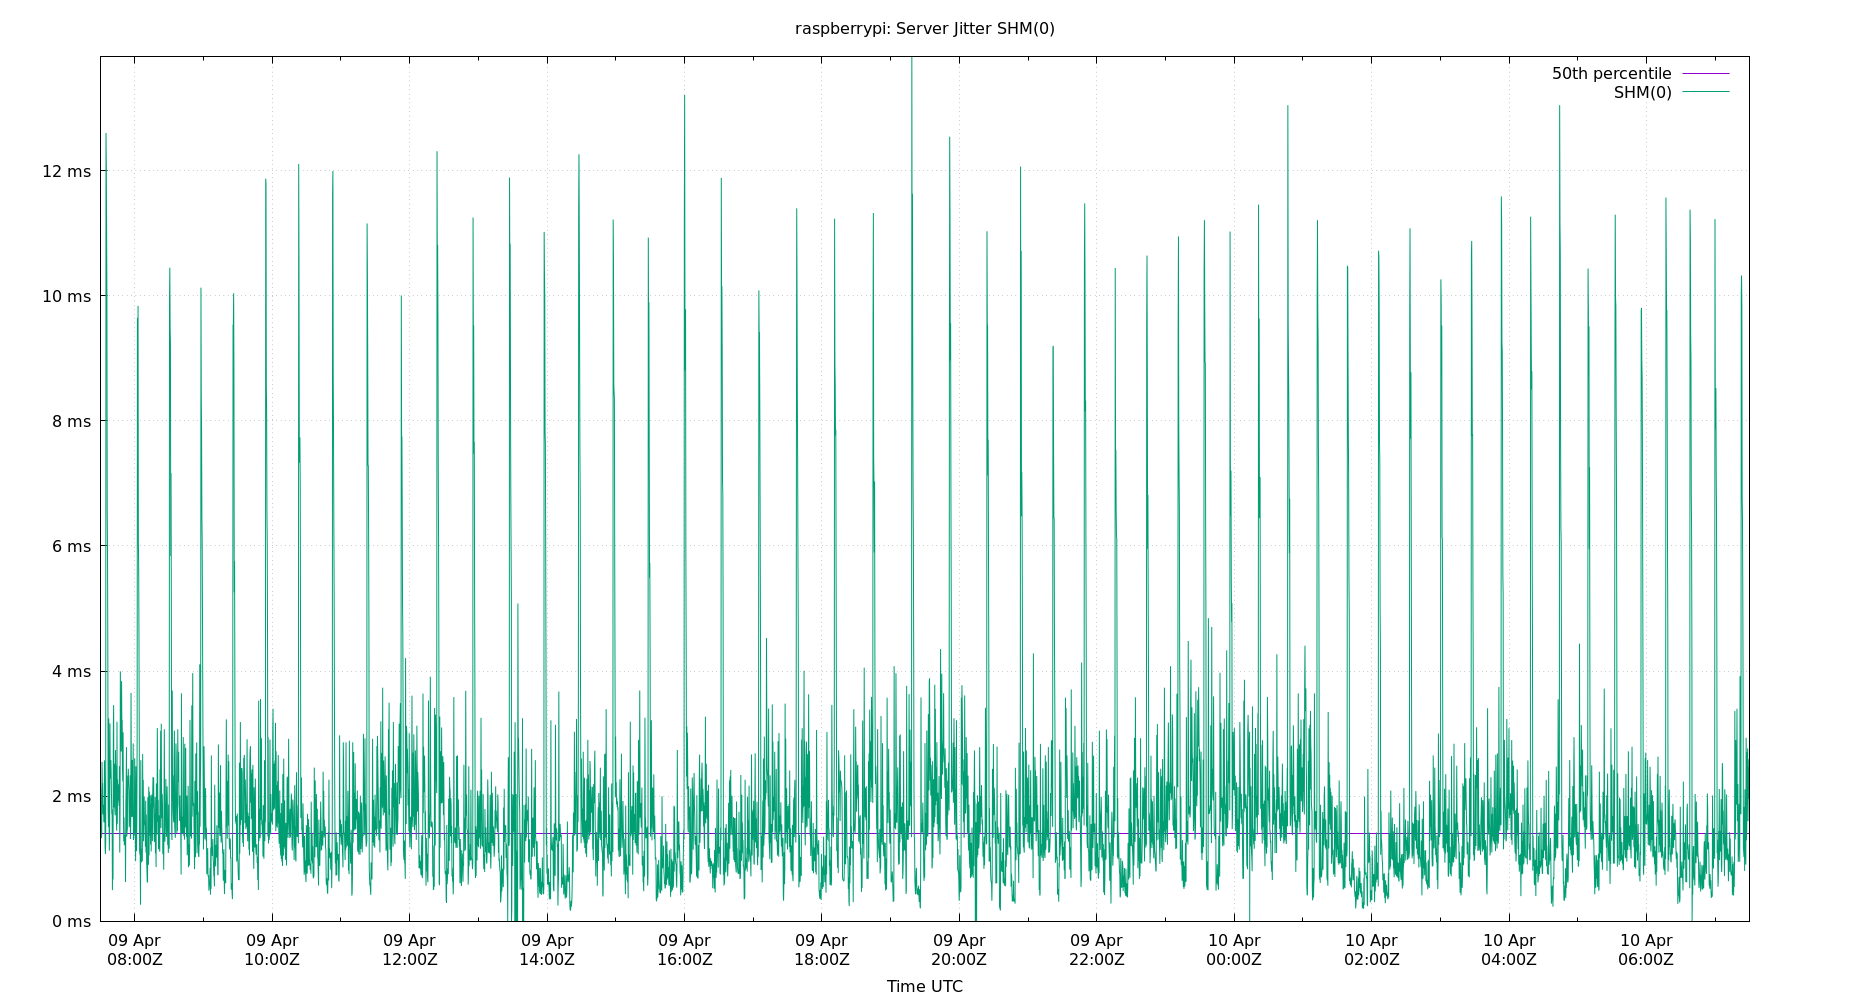 raspberrypi: Server Jitter SHM(0)
50th percentile
SHM(0)
12 ms
10 ms
8 ms
6 ms
4 ms
2 ms
0 ms
09 Apr 09 Apr 09 Apr 09 Apr 09 Apr 09 Apr 09 Apr 09 Apr 10 Apr 10 Apr 10 Apr 10 Apr
08:00Z 10:00Z 12:00Z 14:00Z 16:00Z 18:00Z 20:00Z 22:00Z 00:00Z 02:00Z 04:00Z 06:00Z
Time UTC